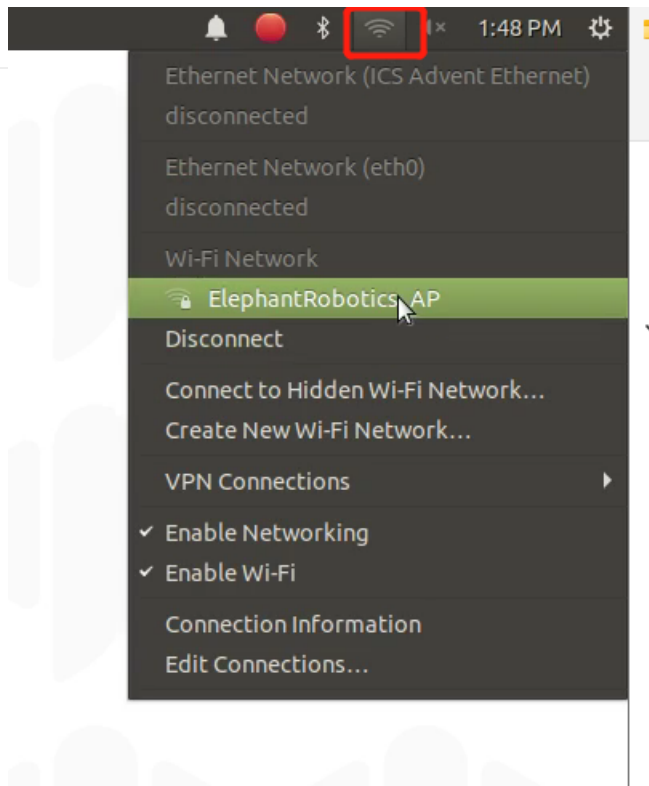 1:48 PM
Ethernet Network (ICS Advent Ethernet)
disconnected
Ethernet Network (eth0)
disconnected
Wi-Fi Network
ElephantRobotics_AP
Disconnect
Connect to Hidden Wi-Fi Network…
Create New Wi-Fi Network…
VPN Connections
Enable Networking
Enable Wi-Fi
Connection Information
Edit Connections…